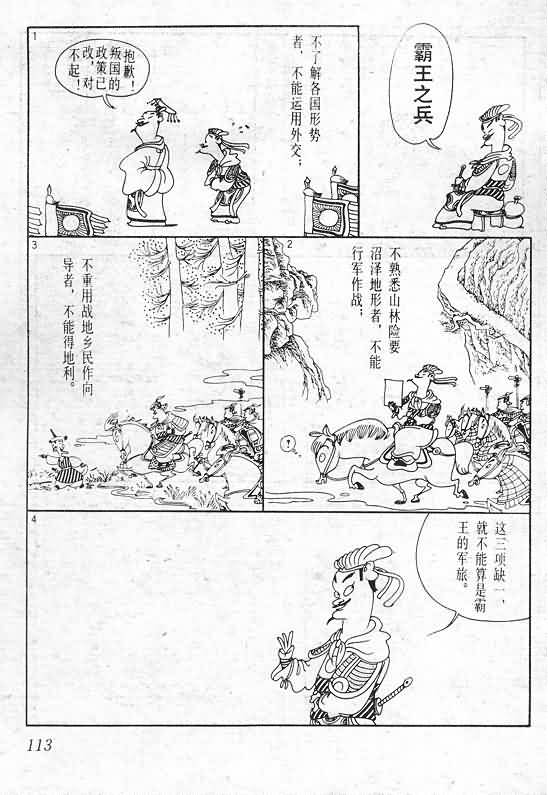 霸王之兵
1
不了解各国形势
者，不能运用外交；
抱歉！
叛国的
政策已
改，对
不起！
2
不熟悉山林险要
沼泽地形者，不能
行军作战；
?
3
不重用战地乡民作向
导者，不能得地利。
4
这三项缺一，
就不能算是霸
王的军旅。
113